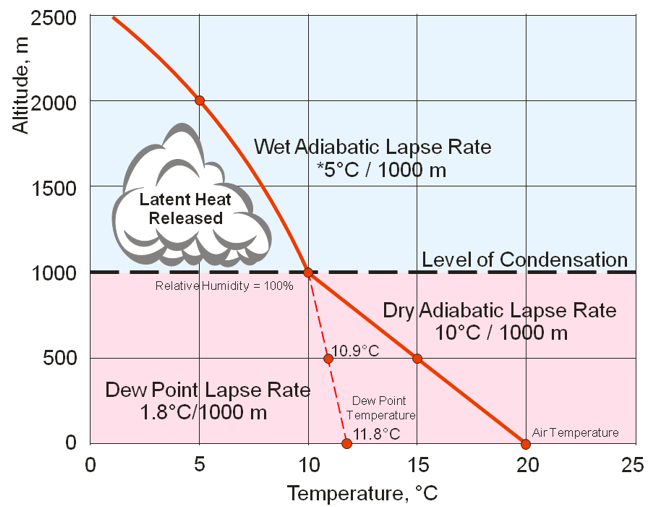 2500
Altitude, m
2000
Wet Adiabatic Lapse Rate
*5°C / 1000 m
1500
Latent Heat
Released
Level of Condensation
1000
Relative Humidity = 100%
Dry Adiabatic Lapse Rate
10°C / 1000 m
10.9°C
500
Dew Point Lapse Rate
1.8°C/1000 m
Dew Point
Temperature
11.8°C
Air Temperature
0
0 5 10 15 20 25
Temperature, °C